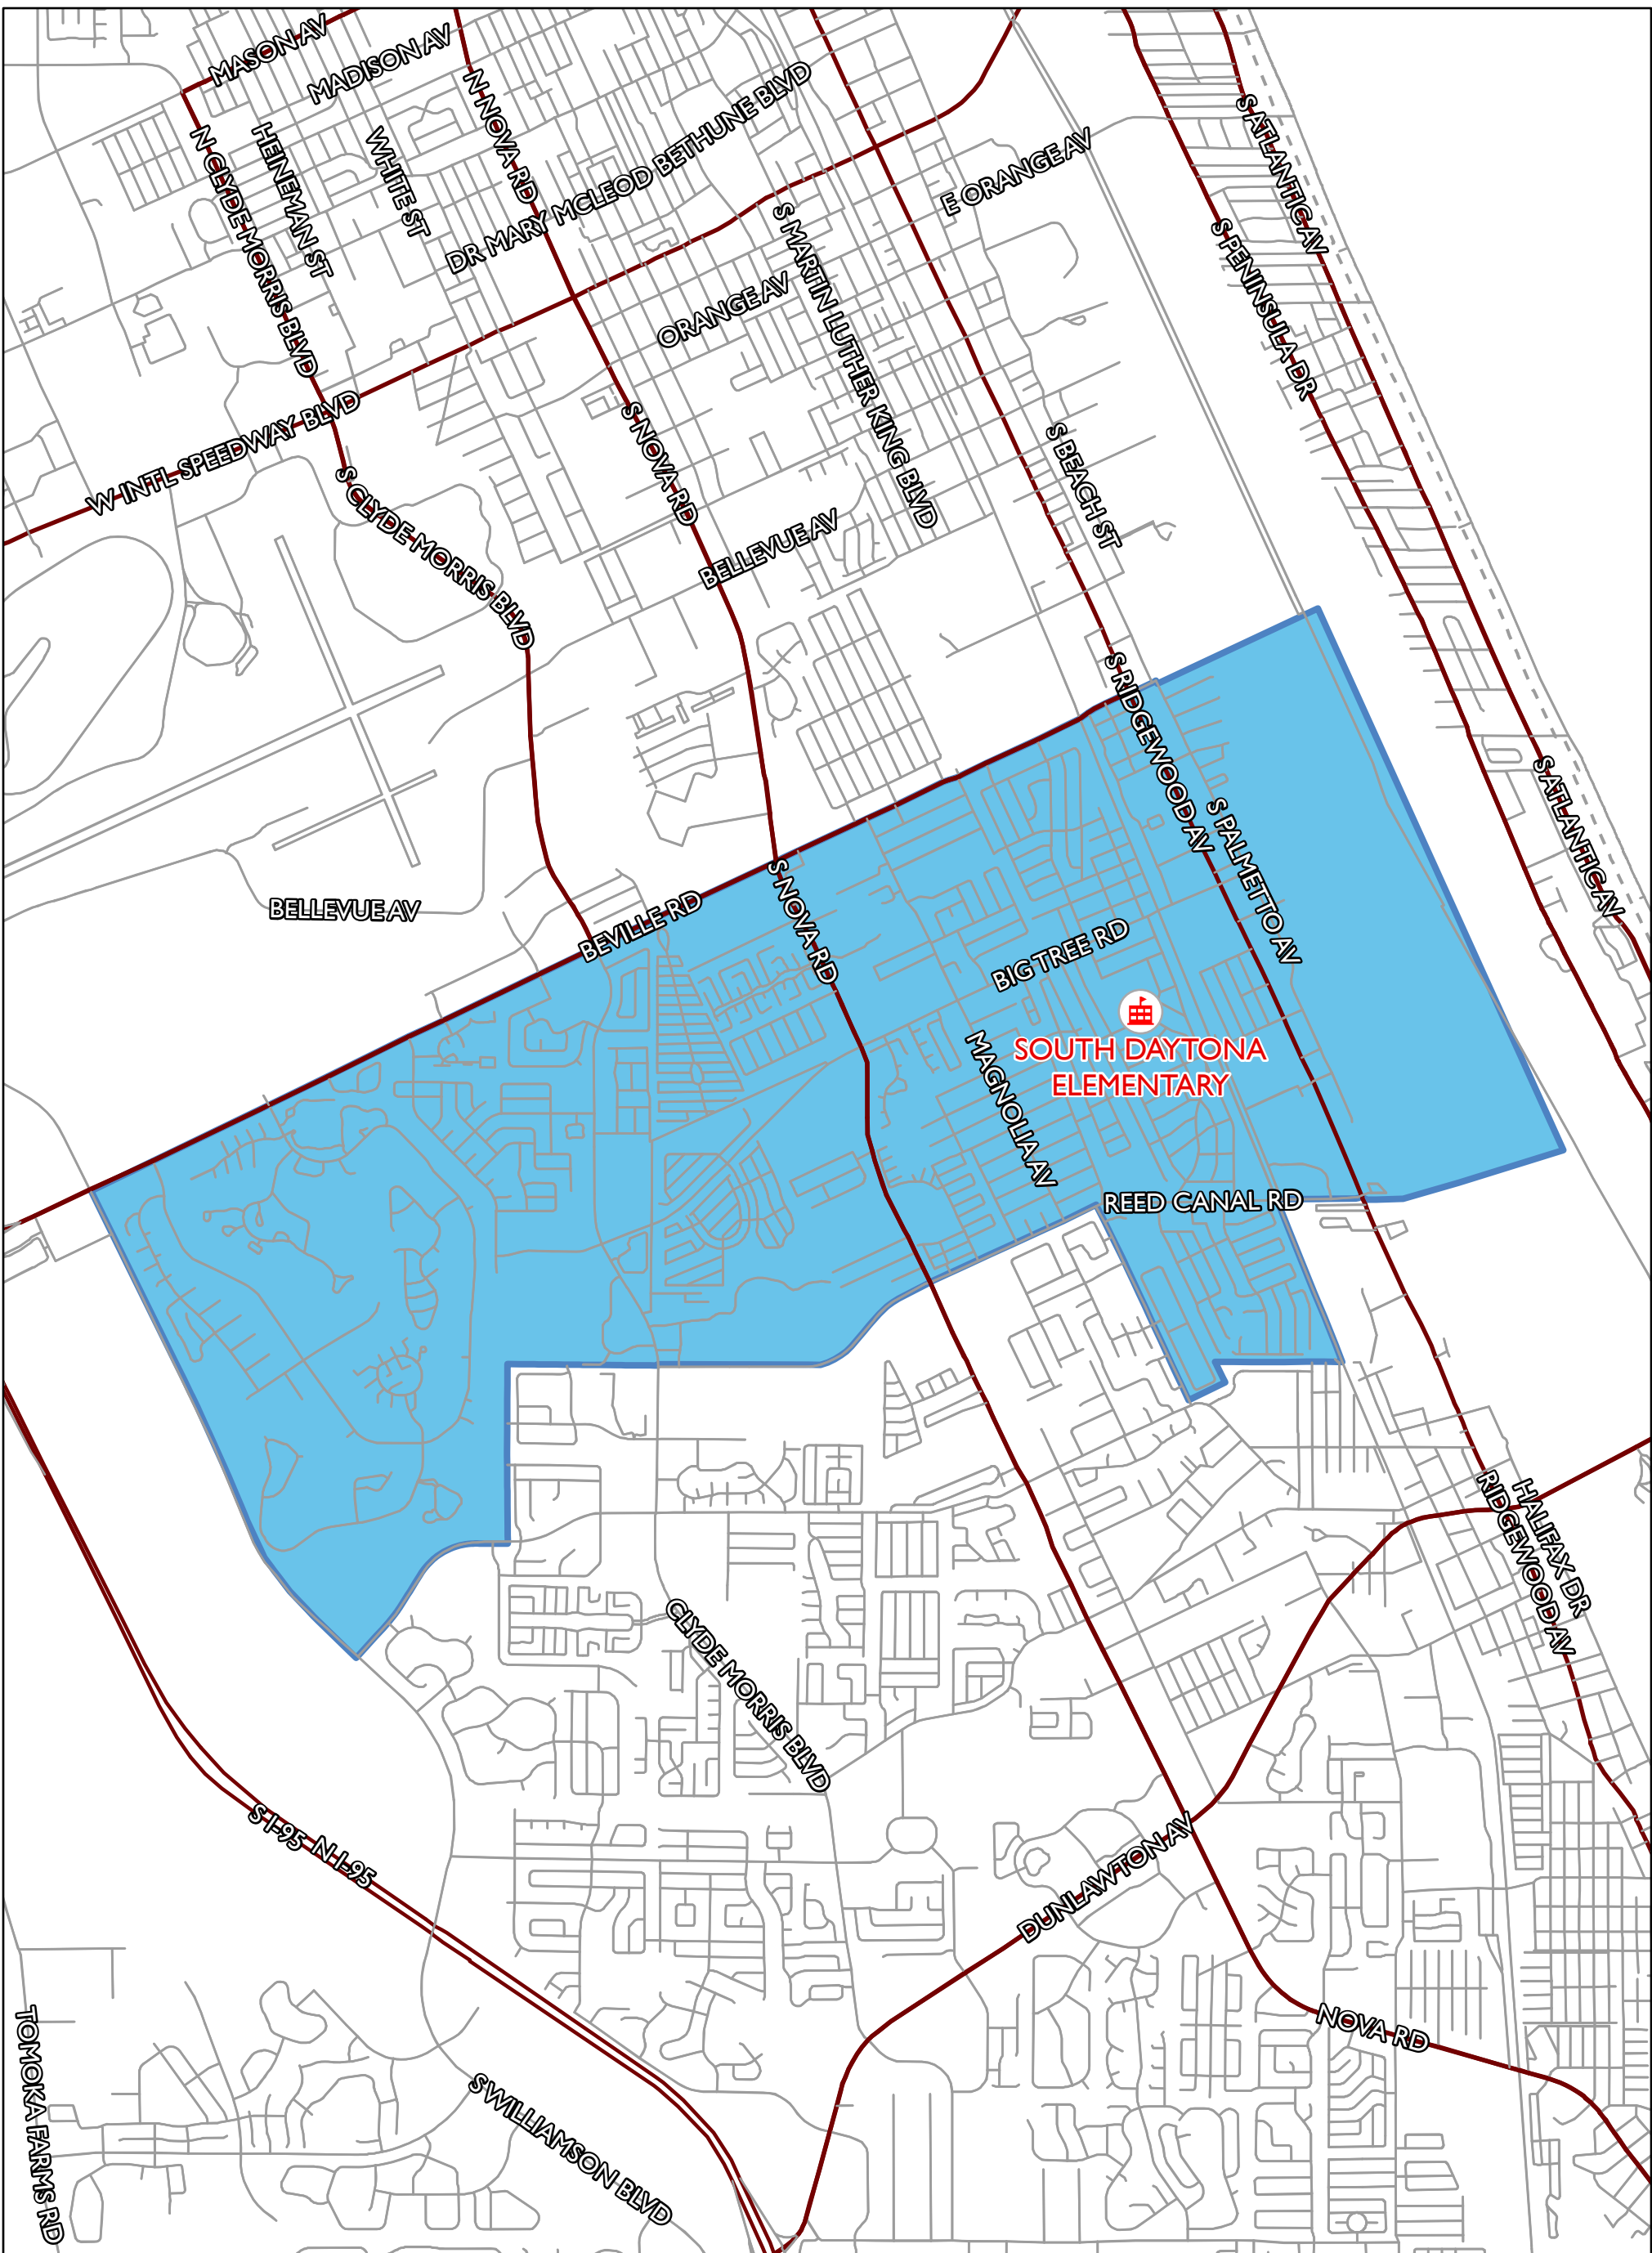 MASON AV
MADISON AV
N NOVA RD
DR MARY MCLEOD BETHUNE BLVD
S ATLANTIC AV
N CLYDE MORRIS BLVD
HEINEMAN ST
WHITE ST
E ORANGE AV
S MARTIN LUTHER KING BLVD
S PENINSULA DR
ORANGE AV
W INTL SPEEDWAY BLVD
S NOVA RD
S BEACH ST
S CLYDE MORRIS BLVD
BELLEVUE AV
S RIDGEWOOD AV
S PALMETTO AV
S ATLANTIC AV
BELLEVUE AV
BEVILLE RD
S NOVA RD
BIG TREE RD
SOUTH DAYTONA
ELEMENTARY
MAGNOLIA AV
REED CANAL RD
HALIFAX DR
RIDGEWOOD AV
CLYDE MORRIS BLVD
S I-95
N I-95
DUNLAWTON AV
NOVA RD
TOMOKA FARMS RD
S WILLIAMSON BLVD